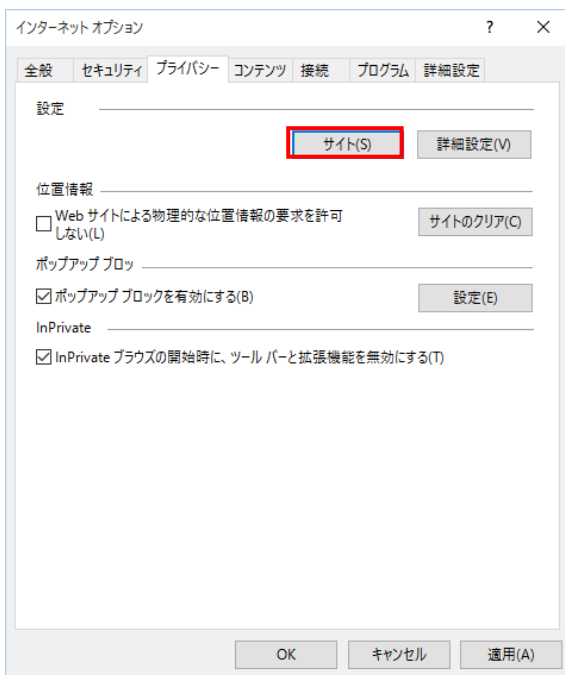 インターネット オプション ? ×
全般 セキュリティ プライバシー コンテンツ 接続 プログラム 詳細設定
設定
サイト(S) 詳細設定(V)
位置情報
Web サイトによる物理的な位置情報の要求を許可
しない(L)
サイトのクリア(C)
ポップアップ ブロッ
ポップアップ ブロックを有効にする(B) 設定(E)
InPrivate
InPrivate ブラウズの開始時に、ツール バーと拡張機能を無効にする(T)
OK キャンセル 適用(A)